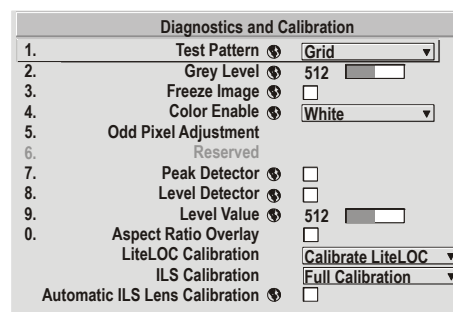 Diagnostics and Calibration
1. Test Pattern Grid
2. Grey Level 512
3. Freeze Image
4. Color Enable White
5. Odd Pixel Adjustment
6. Reserved
7. Peak Detector
8. Level Detector
9. Level Value 512
0. Aspect Ratio Overlay
LiteLOC Calibration Calibrate LiteLOC
ILS Calibration Full Calibration
Automatic ILS Lens Calibration